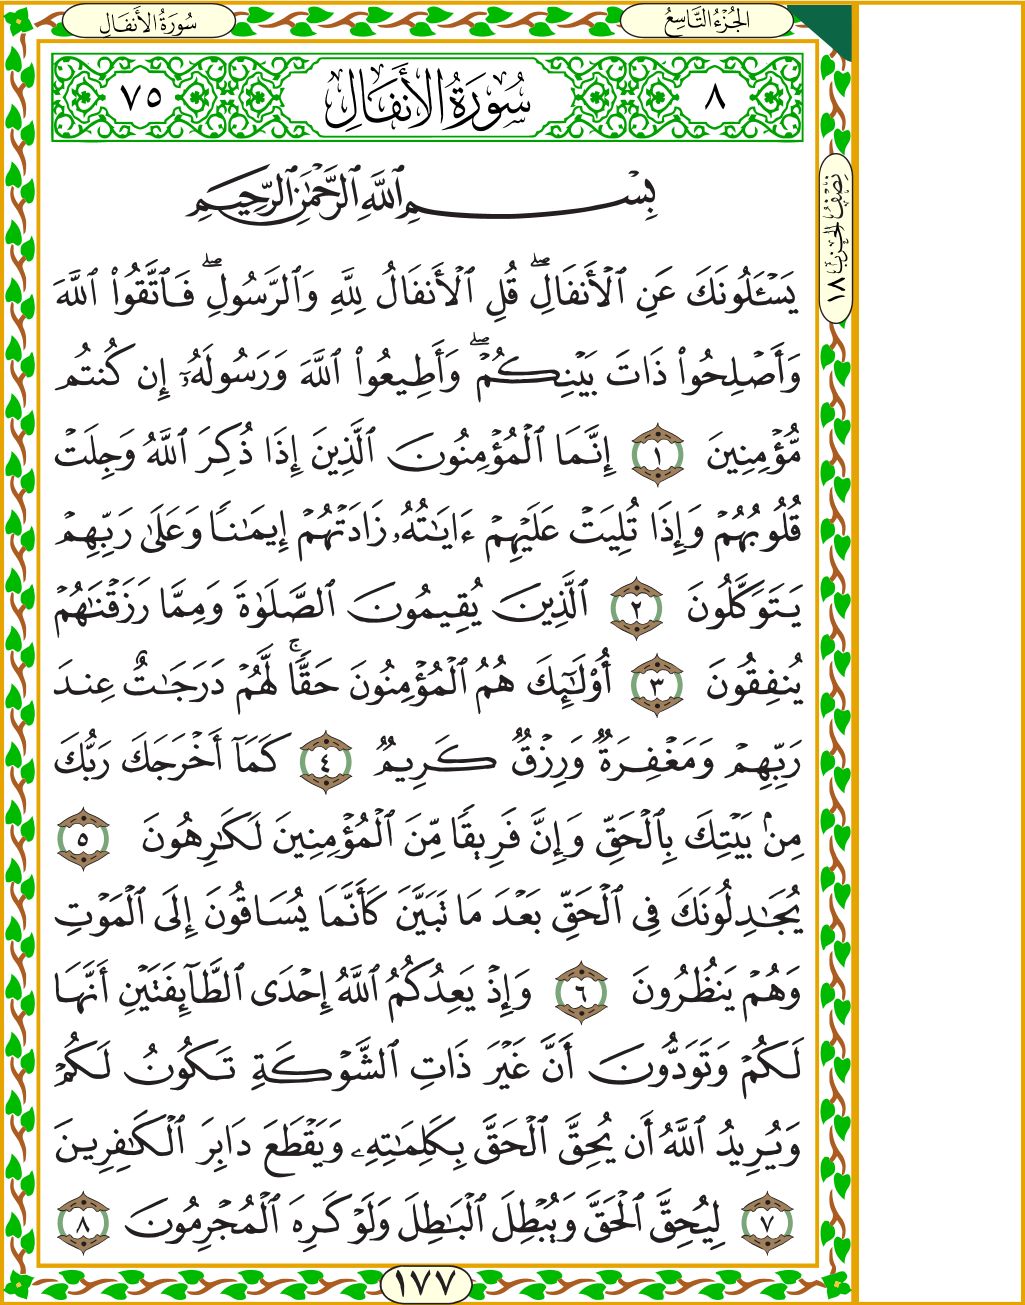 الجُزْءُ التَّاسِعُ
سُورَةُ الأَنفَالِ
٨ سُورَةُ الأَنفَالِ ٧٥
نِصْفُ الحِزْبِ ١٨
بِسْمِ ٱللَّهِ ٱلرَّحْمَٰنِ ٱلرَّحِيمِ
يَسْـَٔلُونَكَ عَنِ ٱلْأَنفَالِۖ قُلِ ٱلْأَنفَالُ لِلَّهِ وَٱلرَّسُولِۖ فَٱتَّقُوا۟ ٱللَّهَ
وَأَصْلِحُوا۟ ذَاتَ بَيْنِكُمْۖ وَأَطِيعُوا۟ ٱللَّهَ وَرَسُولَهُۥٓ إِن كُنتُم
مُّؤْمِنِينَ ١ إِنَّمَا ٱلْمُؤْمِنُونَ ٱلَّذِينَ إِذَا ذُكِرَ ٱللَّهُ وَجِلَتْ
قُلُوبُهُمْ وَإِذَا تُلِيَتْ عَلَيْهِمْ ءَايَٰتُهُۥ زَادَتْهُمْ إِيمَٰنًا وَعَلَىٰ رَبِّهِمْ
يَتَوَكَّلُونَ ٢ ٱلَّذِينَ يُقِيمُونَ ٱلصَّلَوٰةَ وَمِمَّا رَزَقْنَٰهُمْ
يُنفِقُونَ ٣ أُو۟لَٰٓئِكَ هُمُ ٱلْمُؤْمِنُونَ حَقًّاۚ لَّهُمْ دَرَجَٰتٌ عِندَ
رَبِّهِمْ وَمَغْفِرَةٌ وَرِزْقٌ كَرِيمٌ ٤ كَمَآ أَخْرَجَكَ رَبُّكَ
مِنۢ بَيْتِكَ بِٱلْحَقِّ وَإِنَّ فَرِيقًا مِّنَ ٱلْمُؤْمِنِينَ لَكَٰرِهُونَ ٥
يُجَٰدِلُونَكَ فِى ٱلْحَقِّ بَعْدَ مَا تَبَيَّنَ كَأَنَّمَا يُسَاقُونَ إِلَى ٱلْمَوْتِ
وَهُمْ يَنظُرُونَ ٦ وَإِذْ يَعِدُكُمُ ٱللَّهُ إِحْدَى ٱلطَّآئِفَتَيْنِ أَنَّهَا
لَكُمْ وَتَوَدُّونَ أَنَّ غَيْرَ ذَاتِ ٱلشَّوْكَةِ تَكُونُ لَكُمْ
وَيُرِيدُ ٱللَّهُ أَن يُحِقَّ ٱلْحَقَّ بِكَلِمَٰتِهِۦ وَيَقْطَعَ دَابِرَ ٱلْكَٰفِرِينَ
٧ لِيُحِقَّ ٱلْحَقَّ وَيُبْطِلَ ٱلْبَٰطِلَ وَلَوْ كَرِهَ ٱلْمُجْرِمُونَ ٨
١٧٧